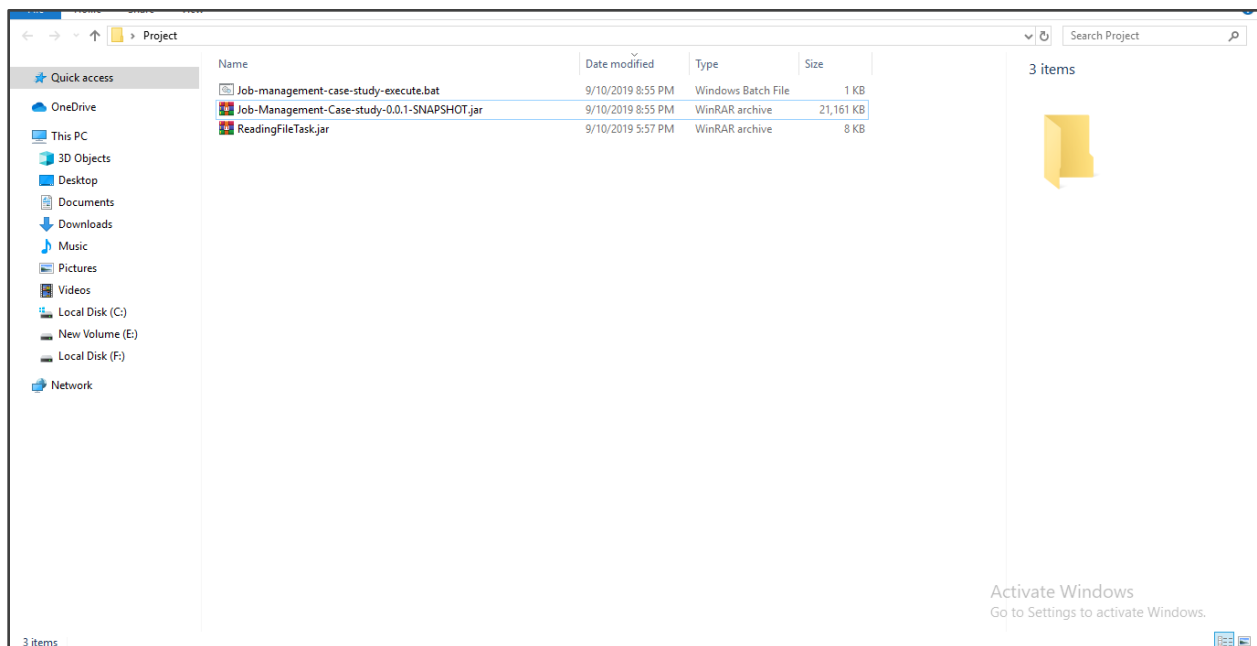 Project
Search Project
Name Date modified Type Size
3 items
Quick access
Job-management-case-study-execute.bat 9/10/2019 8:55 PM Windows Batch File 1 KB
OneDrive
Job-Management-Case-study-0.0.1-SNAPSHOT.jar 9/10/2019 8:55 PM WinRAR archive 21,161 KB
This PC
ReadingFileTask.jar 9/10/2019 5:57 PM WinRAR archive 8 KB
3D Objects
Desktop
Documents
Downloads
Music
Pictures
Videos
Local Disk (C:)
New Volume (E:)
Local Disk (F:)
Network
Activate Windows
Go to Settings to activate Windows.
3 items